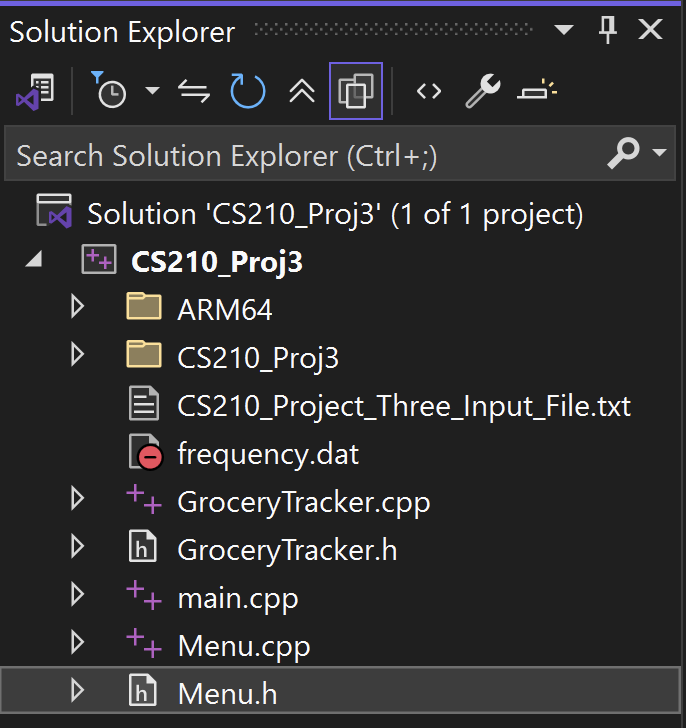 Solution Explorer
Search Solution Explorer (Ctrl+;)
Solution 'CS210_Proj3' (1 of 1 project)
CS210_Proj3
ARM64
CS210_Proj3
CS210_Project_Three_Input_File.txt
frequency.dat
GroceryTracker.cpp
GroceryTracker.h
main.cpp
Menu.cpp
Menu.h